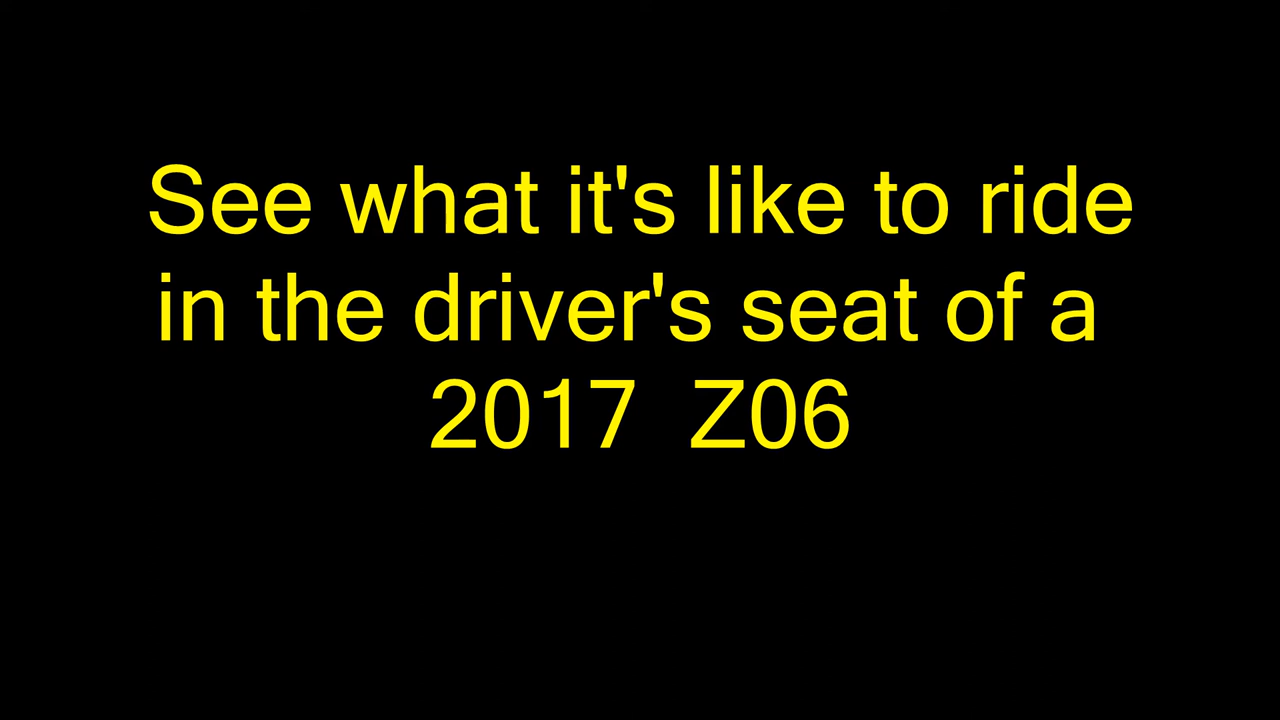 See what it's like to ride
in the driver's seat of a
2017  Z06